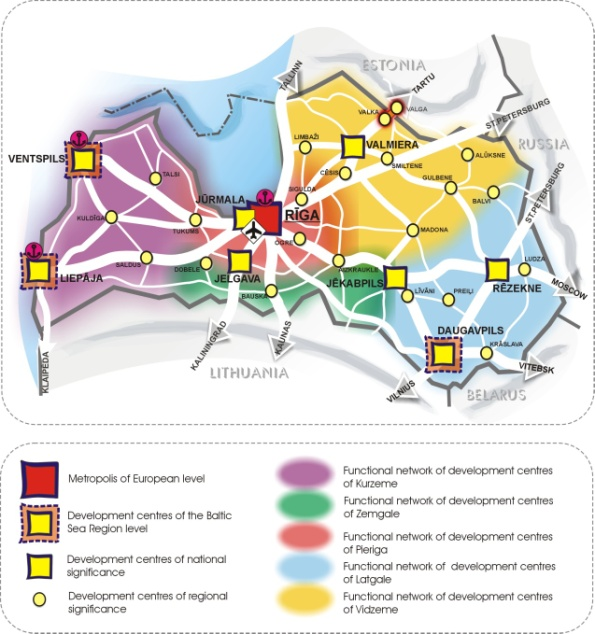 ESTONIA
TALLINN
TARTU
VALKA
VALGA
ST.PETERSBURG
RUSSIA
LIMBAŽI
VALMIERA
VENTSPILS
SMILTENE
ALŪKSNE
CĒSIS
TALSI
GULBENE
SIGULDA
BALVI
ST.PETERSBURG
JŪRMALA
RĪGA
KULDĪGA
TUKUMS
MADONA
OGRE
SALDUS
DOBELE
AIZKRAUKLE
LUDZA
LIEPĀJA
JELGAVA
JĒKABPILS
RĒZEKNE
MOSCOW
BAUSKA
LĪVĀNI
PREIĻI
DAUGAVPILS
KRĀSLAVA
KLAIPĒDA
KALININGRAD
KAUNAS
LITHUANIA
VILNIUS
VITEBSK
BELARUS
Metropolis of European level
Development centres of the Baltic
Sea Region level
Development centres of national
significance
Development centres of regional
significance
Functional network of development centres
of Kurzeme
Functional network of development centres
of Zemgale
Functional network of development centres
of Pieriga
Functional network of development centres
of Latgale
Functional network of development centres
of Vidzeme